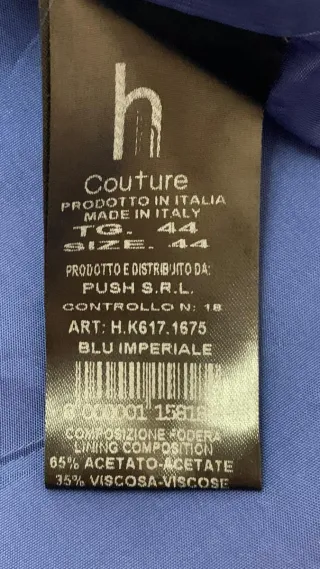 h
Couture
PRODOTTO IN ITALIA
MADE IN ITALY
TG. 44
SIZE. 44
PRODOTTO E DISTRIBUITO DA:
PUSH S.R.L.
CONTROLLO N: 18
ART: H.K617.1675
BLU IMPERIALE
COMPOSIZIONE FODERA
LINING COMPOSITION
65% ACETATO-ACETATE
35% VISCOSA-VISCOSE